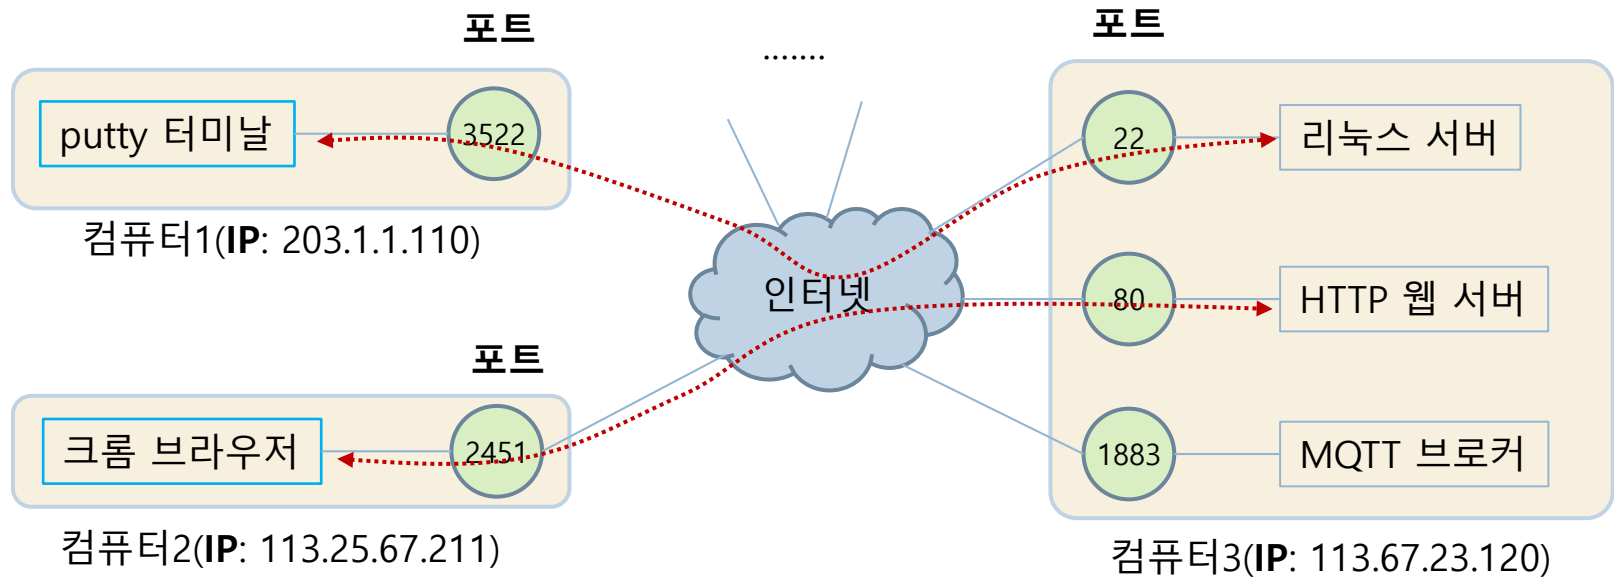 포트
포트
.......
putty 터미날
3522
22
리눅스 서버
컴퓨터1(IP: 203.1.1.110)
인터넷
80
HTTP 웹 서버
포트
크롬 브라우저
2451
1883
MQTT 브로커
컴퓨터2(IP: 113.25.67.211)
컴퓨터3(IP: 113.67.23.120)